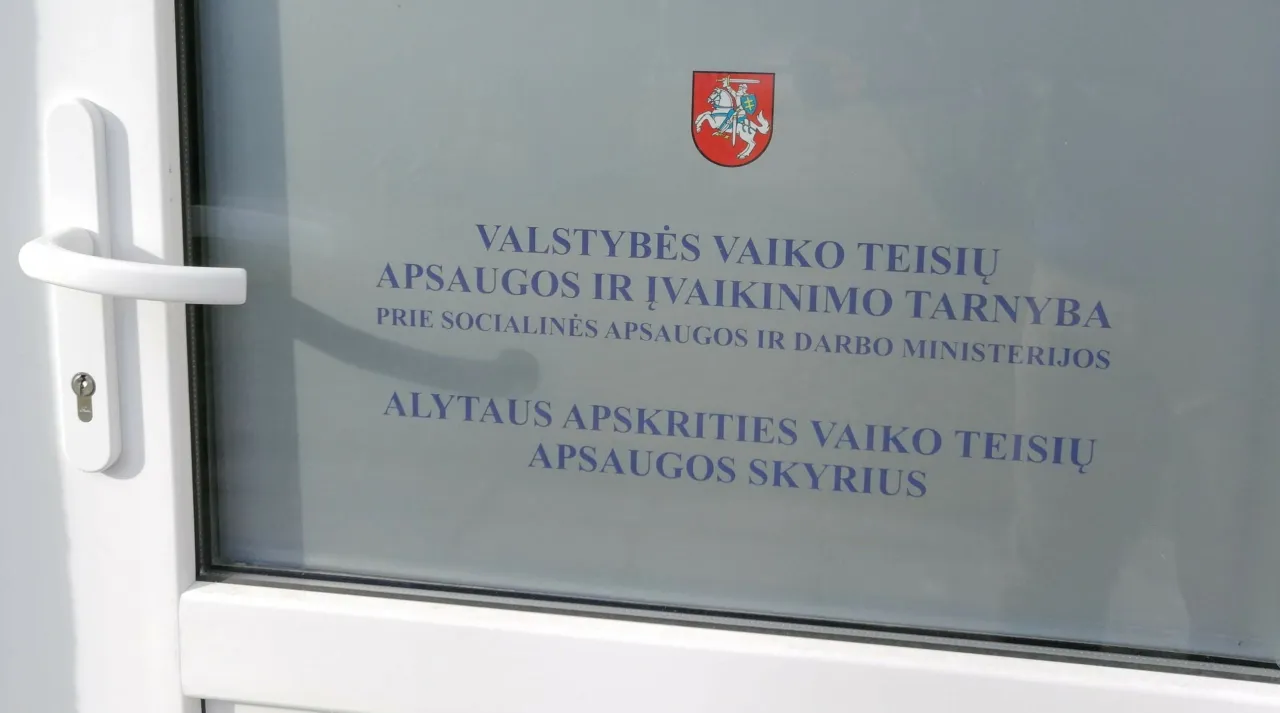 VALSTYBĖS VAIKO TEISIŲ
APSAUGOS IR ĮVAIKINIMO TARNYBA
PRIE SOCIALINĖS APSAUGOS IR DARBO MINISTERIJOS
ALYTAUS APSKRITIES VAIKO TEISIŲ
APSAUGOS SKYRIUS